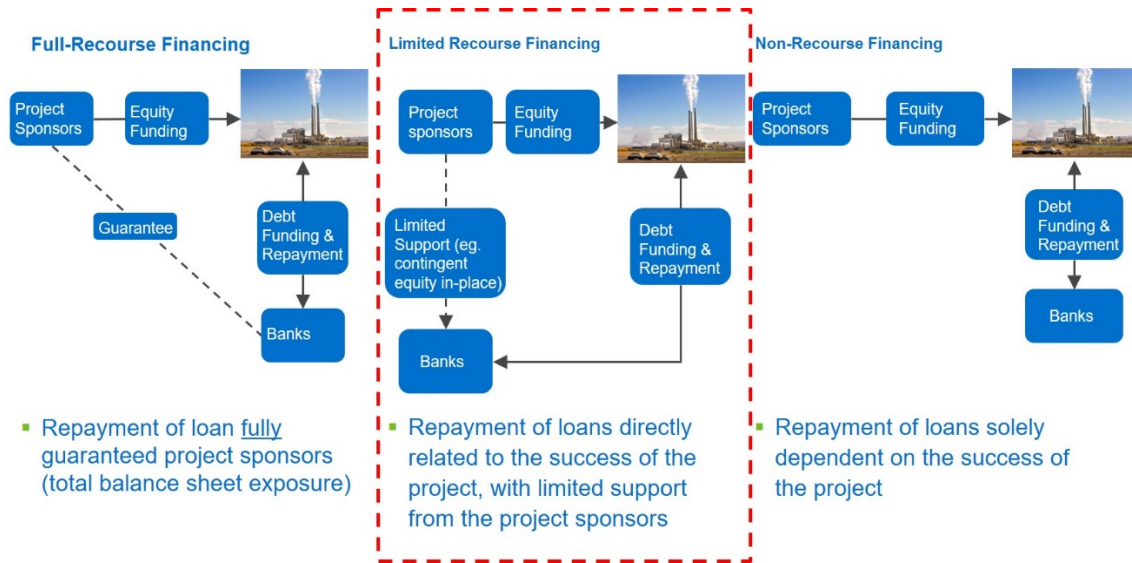 Full-Recourse Financing
Project
Sponsors
Equity
Funding
Guarantee
Debt
Funding &
Repayment
Banks
▪ Repayment of loan fully
guaranteed project sponsors
(total balance sheet exposure)
Limited Recourse Financing
Project
sponsors
Equity
Funding
Limited
Support (eg.
contingent
equity in-place)
Debt
Funding &
Repayment
Banks
▪ Repayment of loans directly
related to the success of the
project, with limited support
from the project sponsors
Non-Recourse Financing
Project
Sponsors
Equity
Funding
Debt
Funding &
Repayment
Banks
▪ Repayment of loans solely
dependent on the success of
the project